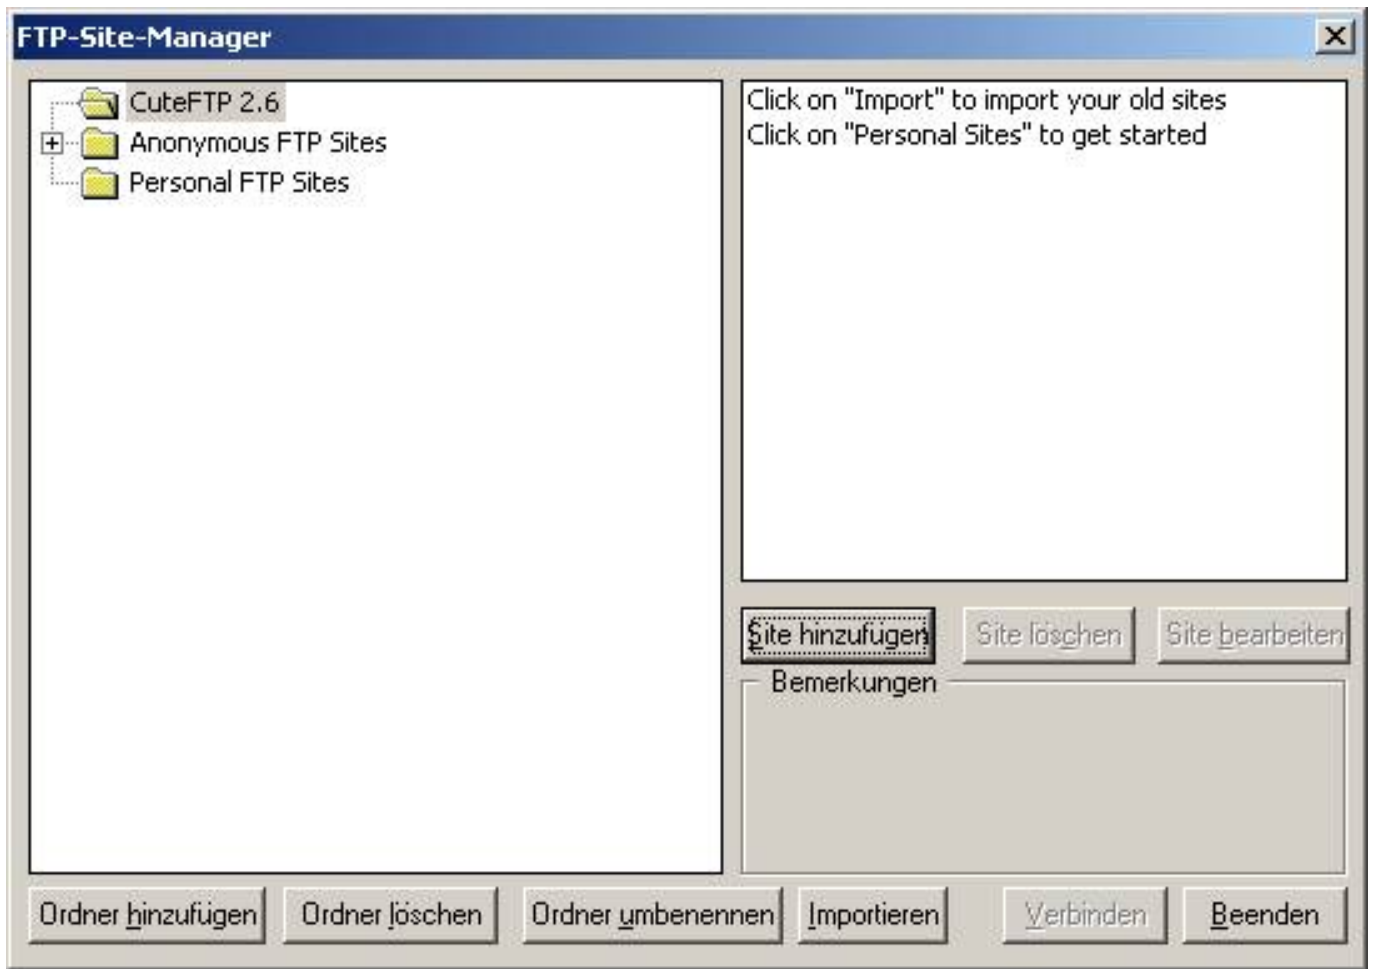 FTP-Site-Manager
CuteFTP 2.6
Anonymous FTP Sites
Personal FTP Sites
Click on "Import" to import your old sites
Click on "Personal Sites" to get started
Site hinzufügen
Site löschen
Site bearbeiten
Bemerkungen
Ordner hinzufügen
Ordner löschen
Ordner umbenennen
Importieren
Verbinden
Beenden